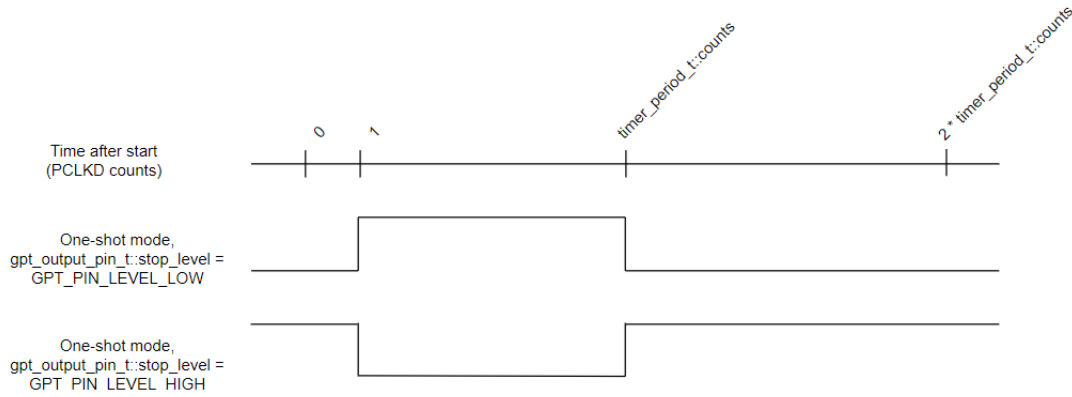 0
1
timer_period_t::counts
2 * timer_period_t::counts
Time after start
(PCLKD counts)
One-shot mode,
gpt_output_pin_t::stop_level =
GPT_PIN_LEVEL_LOW
One-shot mode,
gpt_output_pin_t::stop_level =
GPT_PIN_LEVEL_HIGH